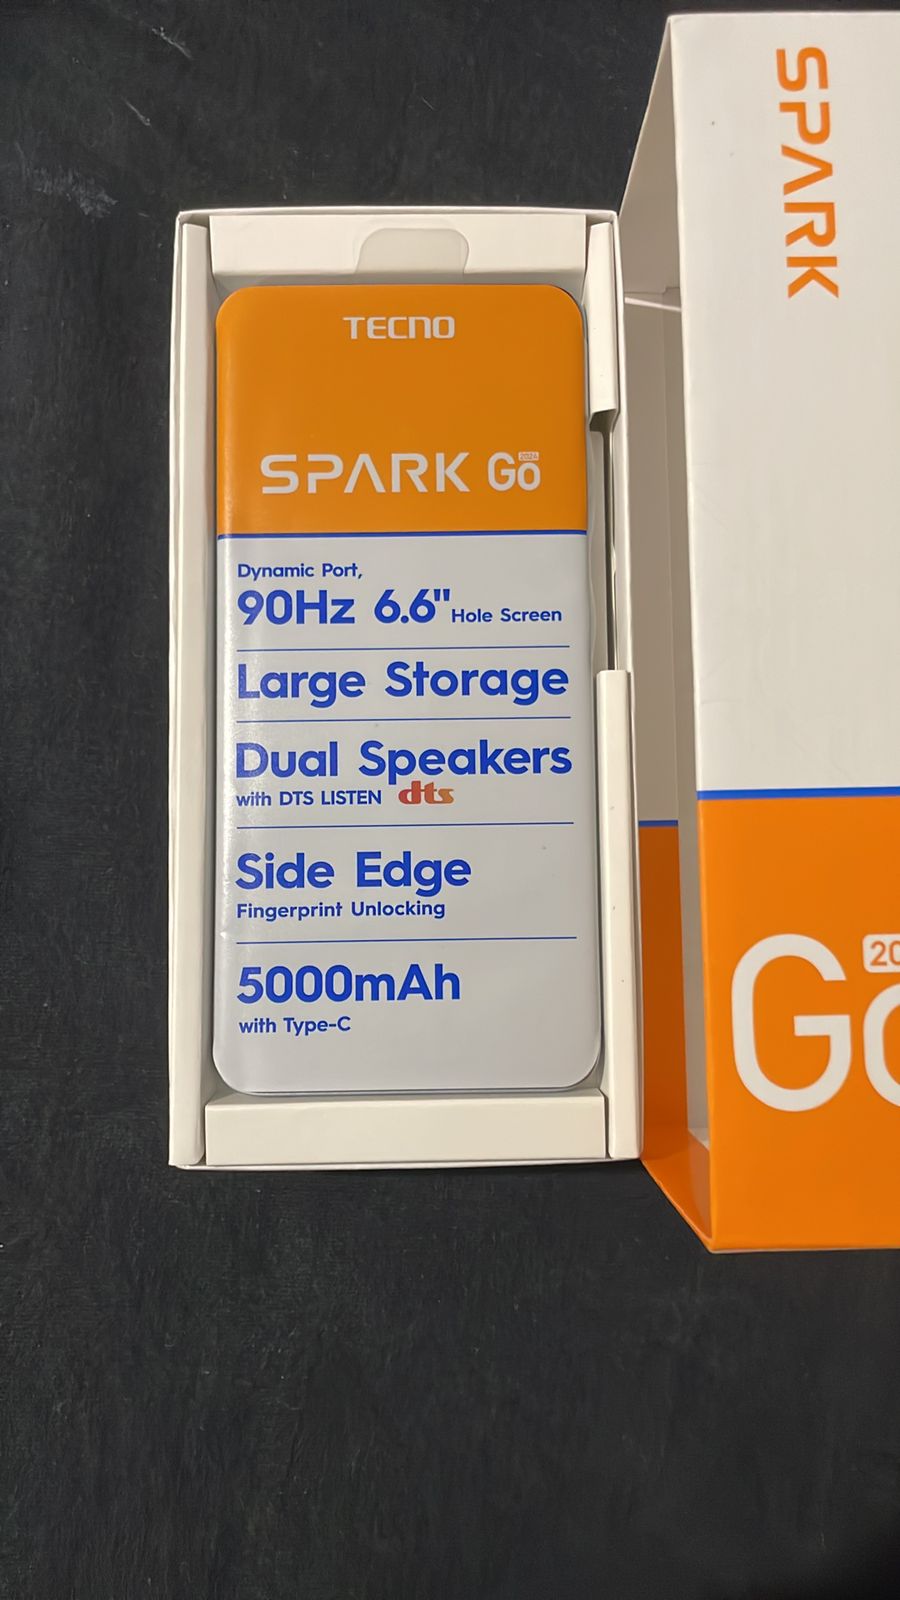 TECNO
SPARK Go 2024
Dynamic Port,
90Hz 6.6" Hole Screen
Large Storage
Dual Speakers
with DTS LISTEN dts
Side Edge
Fingerprint Unlocking
5000mAh
with Type-C
SPARK
Go
20